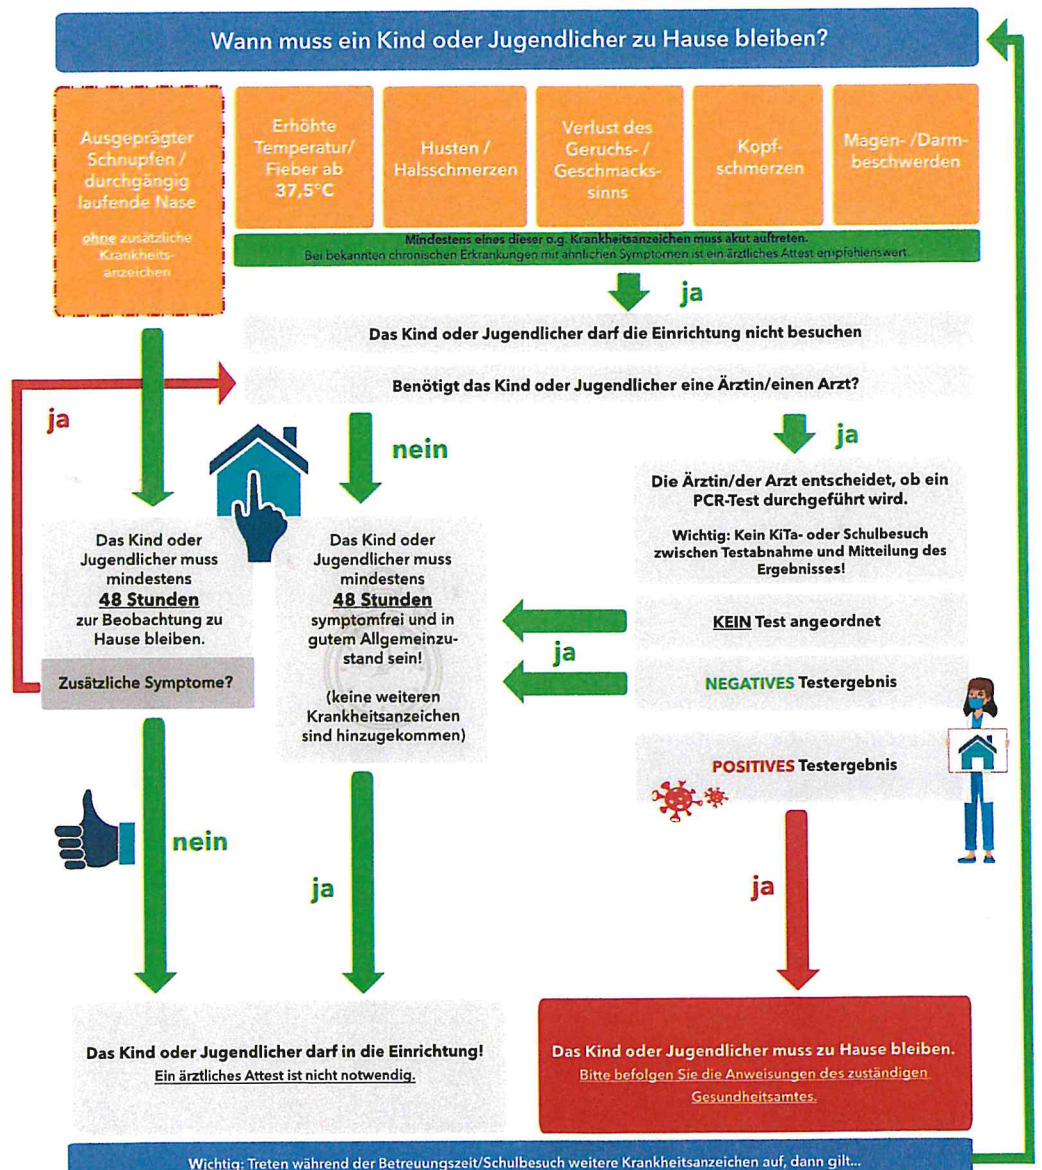 Wann muss ein Kind oder Jugendlicher zu Hause bleiben?
Ausgeprägter
Schnupfen /
durchgängig
laufende Nase
ohne zusätzliche
Krankheits-
anzeichen
Erhöhte
Temperatur/
Fieber ab
37,5°C
Husten /
Halsschmerzen
Verlust des
Geruchs- /
Geschmacks-
sinns
Kopf-
schmerzen
Magen- /Darm-
beschwerden
Mindestens eines dieser o.g. Krankheitsanzeichen muss akut auftreten.
Bei bekannten chronischen Erkrankungen mit ähnlichen Symptomen ist ein ärztliches Attest empfehlenswert
ja
Das Kind oder Jugendlicher darf die Einrichtung nicht besuchen
Benötigt das Kind oder Jugendlicher eine Ärztin/einen Arzt?
ja
nein
ja
Die Ärztin/der Arzt entscheidet, ob ein
PCR-Test durchgeführt wird.
Wichtig: Kein KiTa- oder Schulbesuch
zwischen Testabnahme und Mitteilung des
Ergebnisses!
Das Kind oder
Jugendlicher muss
mindestens
48 Stunden
zur Beobachtung zu
Hause bleiben.
Zusätzliche Symptome?
Das Kind oder
Jugendlicher muss
mindestens
48 Stunden
symptomfrei und in
gutem Allgemeinzu-
stand sein!
(keine weiteren
Krankheitsanzeichen
sind hinzugekommen)
KEIN Test angeordnet
ja
NEGATIVES Testergebnis
POSITIVES Testergebnis
nein
ja
ja
Das Kind oder Jugendlicher darf in die Einrichtung!
Ein ärztliches Attest ist nicht notwendig.
Das Kind oder Jugendlicher muss zu Hause bleiben.
Bitte befolgen Sie die Anweisungen des zuständigen
Gesundheitsamtes.
Wichtig: Treten während der Betreuungszeit/Schulbesuch weitere Krankheitsanzeichen auf, dann gilt...